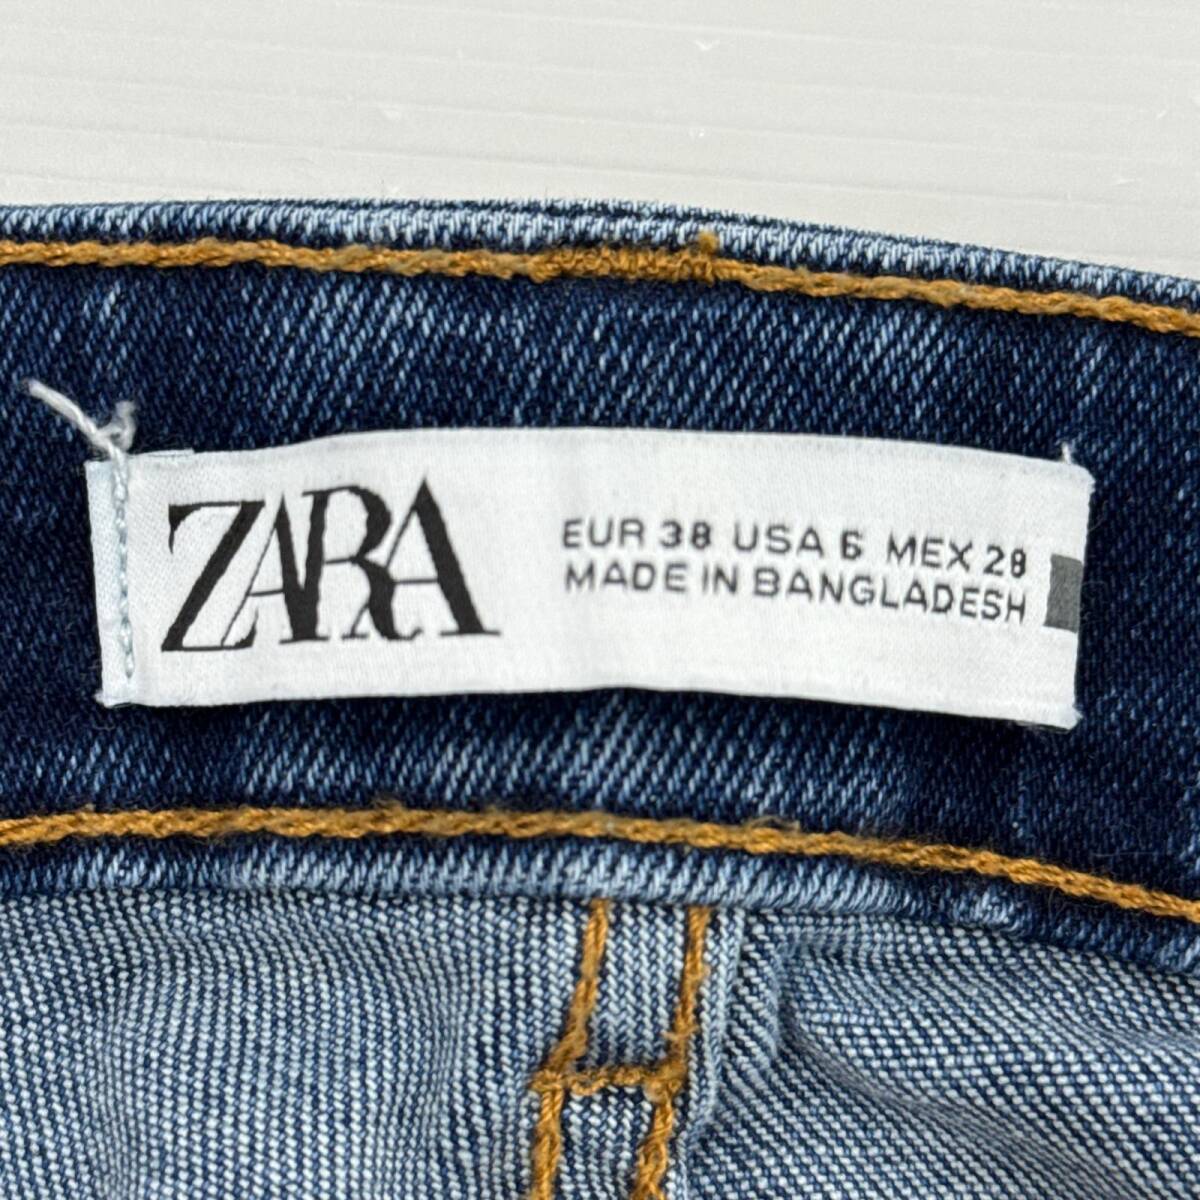 ZARA
EUR 38 USA 6 MEX 28
MADE IN BANGLADESH